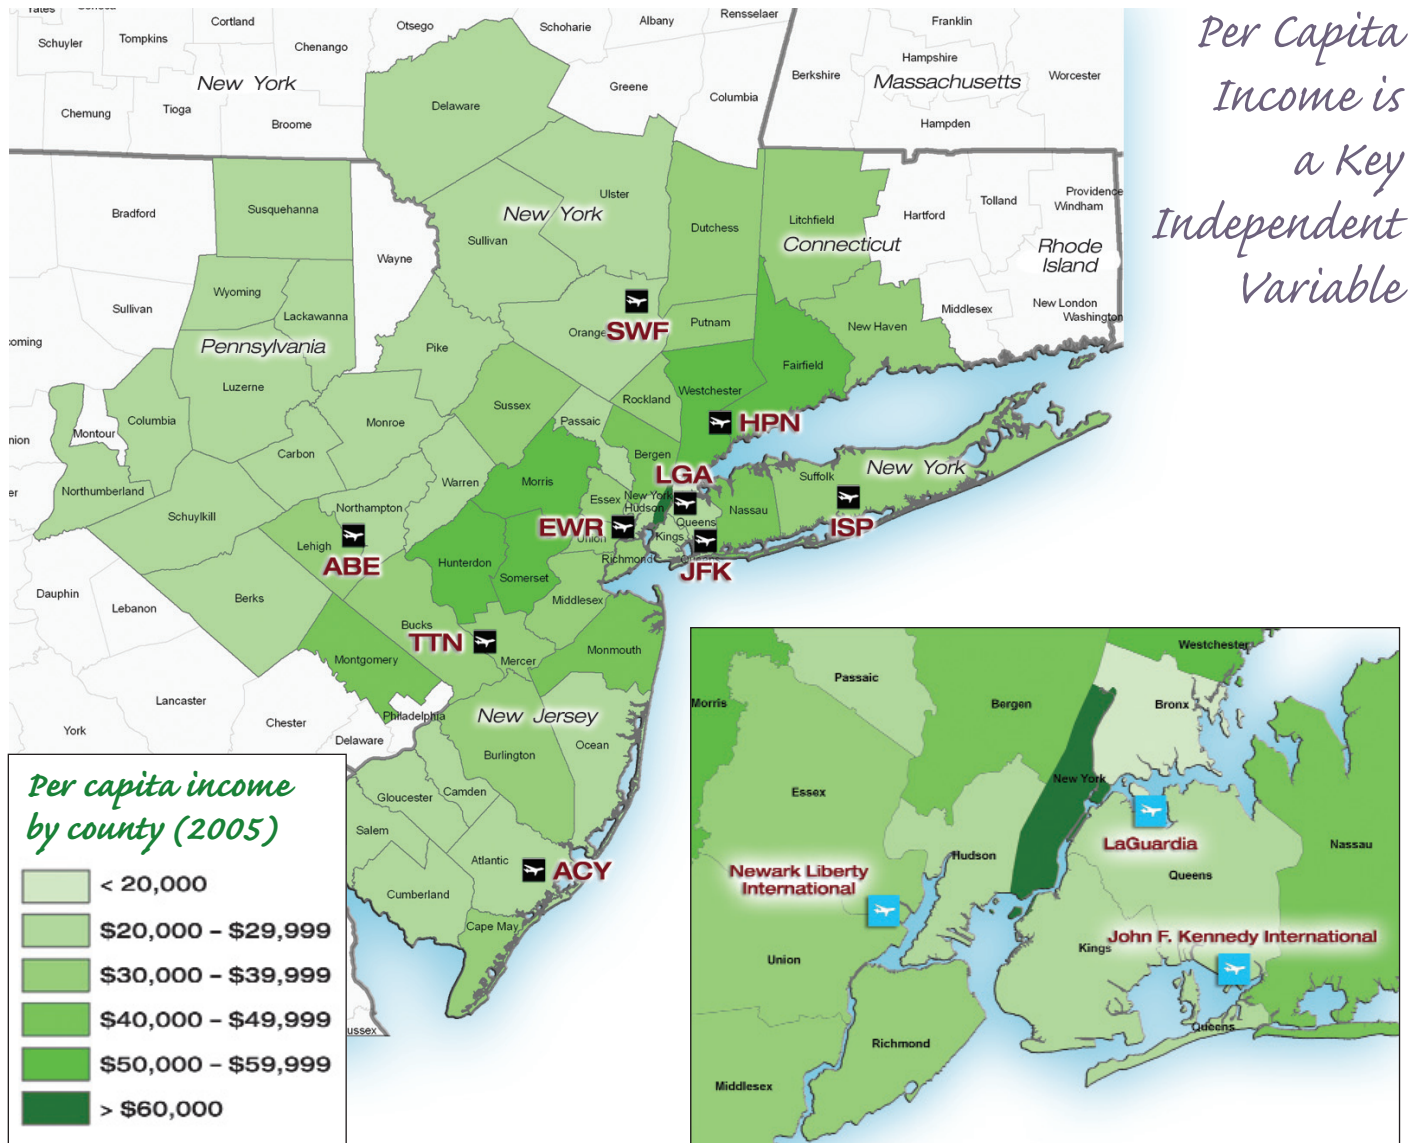 Per Capita
Income is
a Key
Independent
Variable
Yates
Cortland
Otsego
Schoharie
Albany
Rensselaer
Franklin
Schuyler
Tompkins
Chenango
Hampshire
New York
Greene
Berkshire
Massachusetts
Worcester
Chemung
Tioga
Broome
Delaware
Columbia
Hampden
Bradford
Susquehanna
Ulster
New York
Sullivan
Dutchess
Litchfield
Connecticut
Hartford
Tolland
Providence
Windham
Rhode
Island
Wayne
Wyoming
Lackawanna
Sullivan
Pennsylvania
Orange
SWF
Putnam
New Haven
Middlesex
New London
Washington
oming
Pike
Luzerne
Fairfield
Westchester
Rockland
Sussex
Passaic
HPN
Columbia
Monroe
Montour
nion
Carbon
Bergen
LGA
New York
Suffolk
Warren
Morris
er
Northumberland
Northampton
Schuylkill
Essex
New York
Hudson
Nassau
ISP
EWR
Union
Queens
Kings
JFK
Lehigh
ABE
Hunterdon
Somerset
Richmond
Queens
Dauphin
Lebanon
Berks
Middlesex
Bucks
TTN
Mercer
Monmouth
Montgomery
Lancaster
York
Chester
Philadelphia
Delaware
New Jersey
Burlington
Ocean
Gloucester
Camden
Salem
Atlantic
ACY
Cumberland
Cape May
ussex
Per capita income
by county (2005)
< 20,000
$20,000 – $29,999
$30,000 – $39,999
$40,000 – $49,999
$50,000 – $59,999
> $60,000
Westchester
Passaic
Morris
Bergen
Bronx
New York
Essex
LaGuardia
Nassau
Hudson
Newark Liberty
International
Queens
John F. Kennedy International
Kings
Union
Queens
Richmond
Middlesex